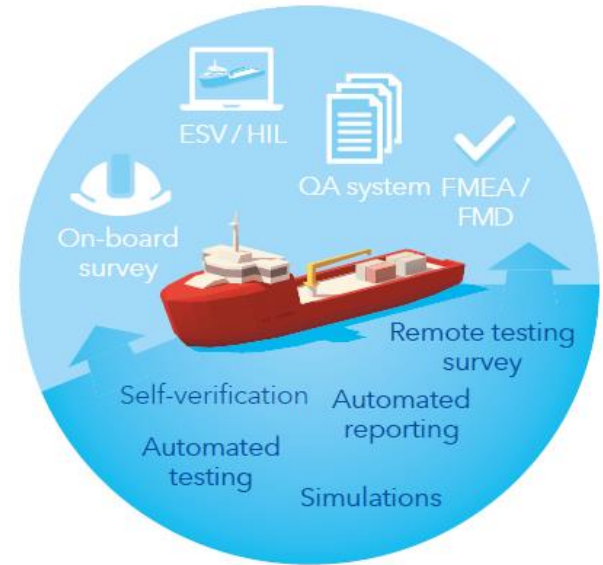 ESV / HIL
QA system
FMEA /
FMD
On-board
survey
Remote testing
survey
Self-verification
Automated
reporting
Automated
testing
Simulations